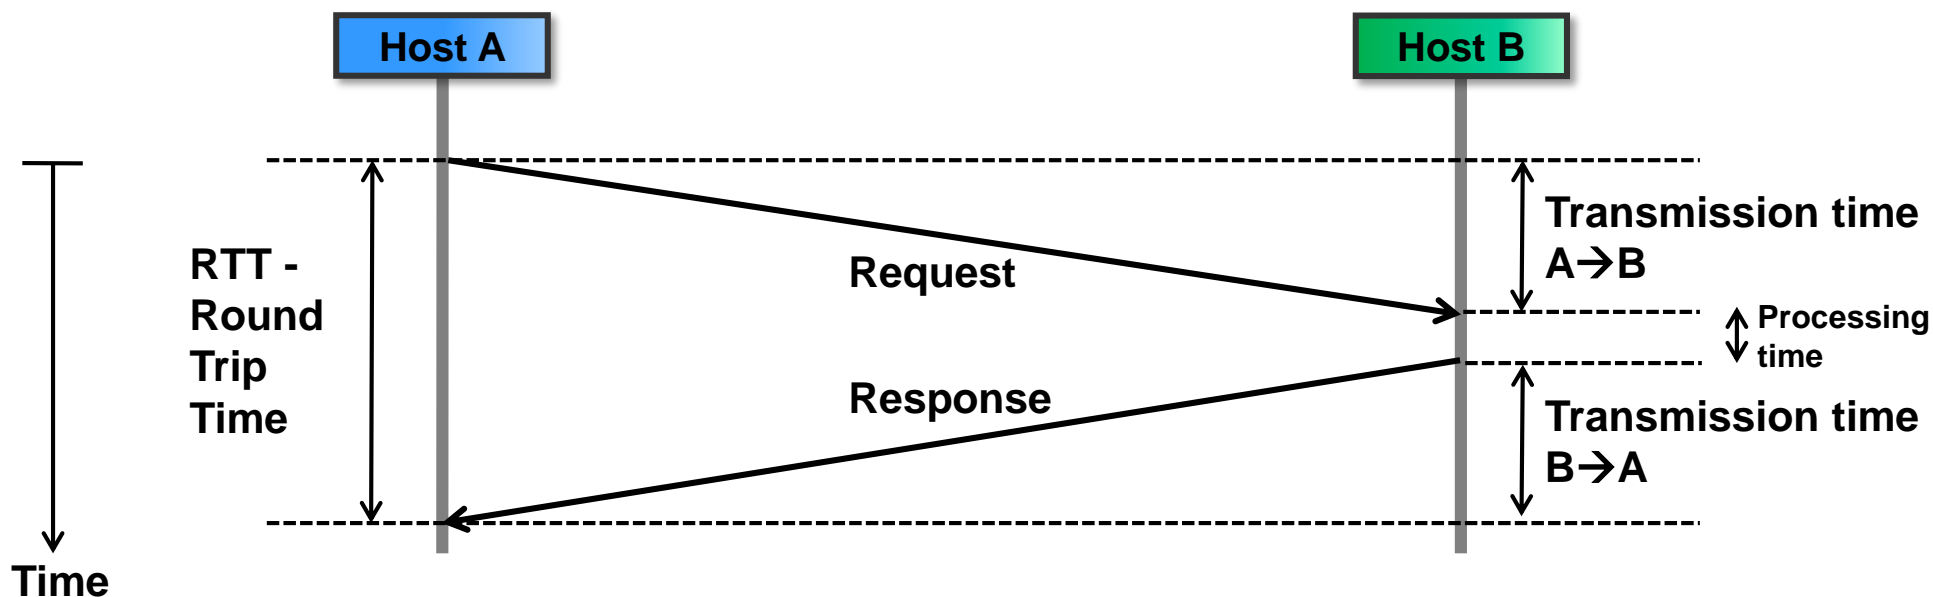 Host A
Host B
Transmission time
A→B
RTT -
Round
Trip
Time
Request
Processing
time
Response
Transmission time
B→A
Time